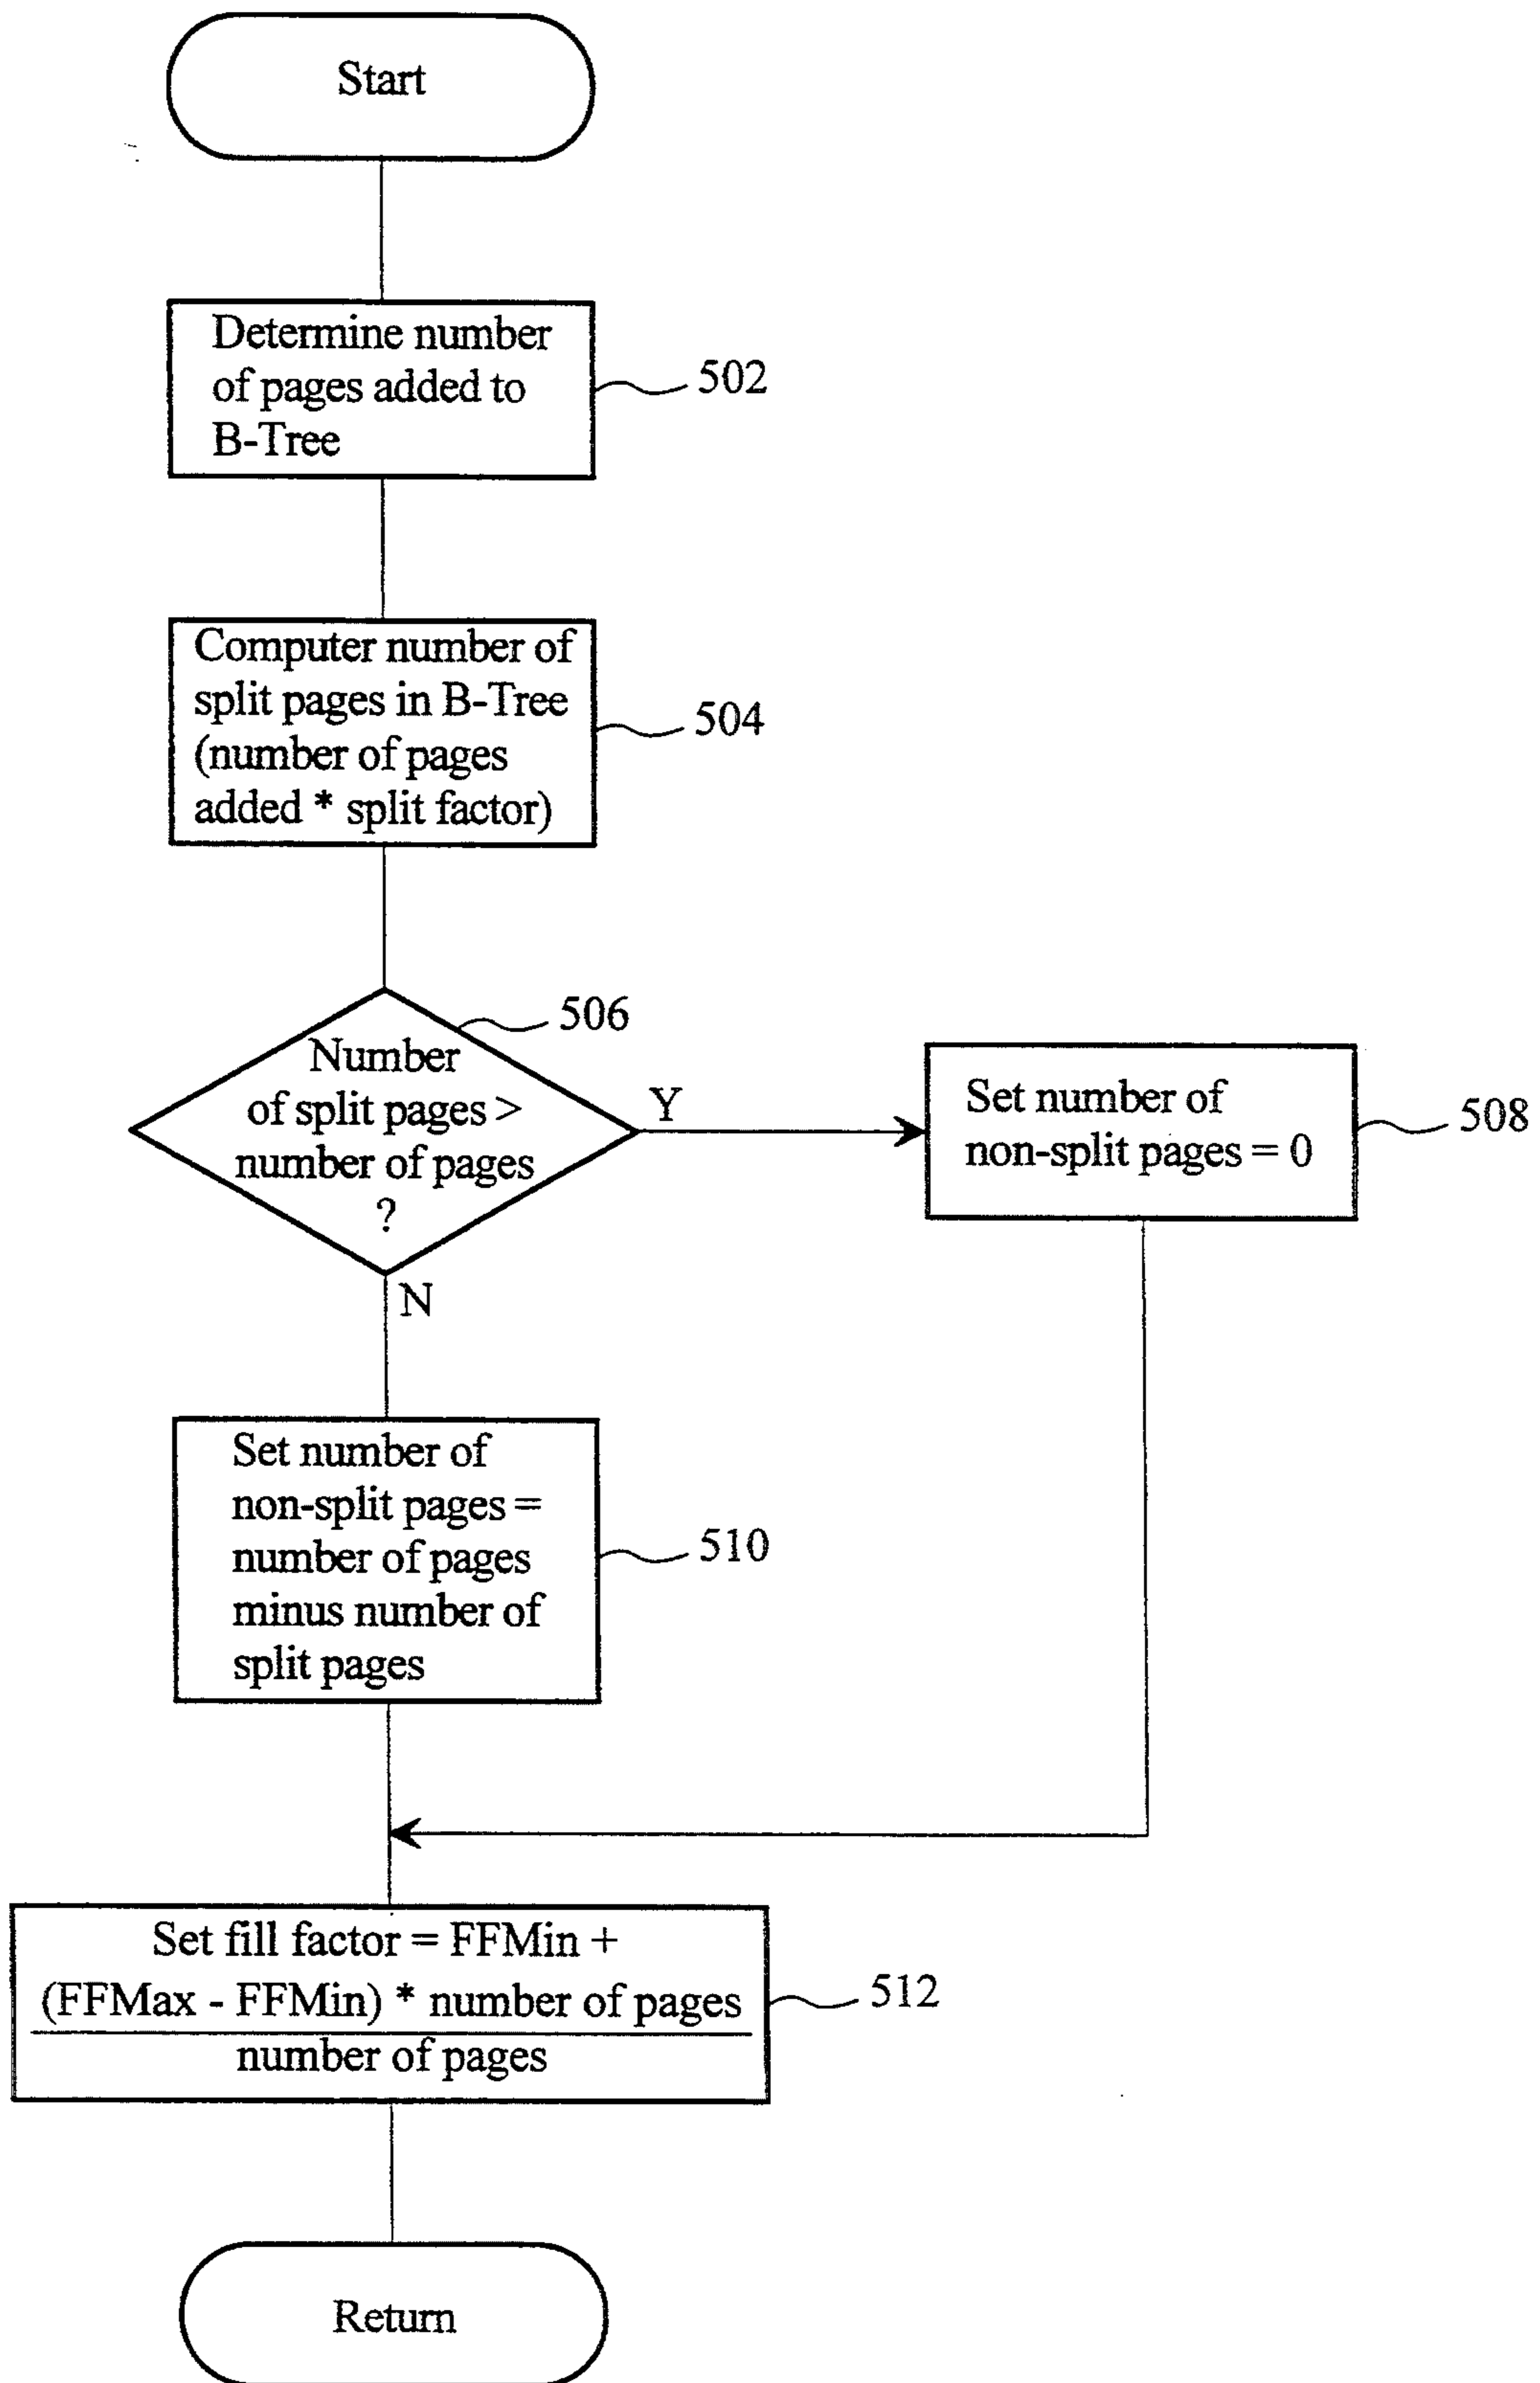 Start
Determine number
of pages added to
B-Tree
502
Computer number of
split pages in B-Tree
(number of pages
added * split factor)
504
506
Number
of split pages >
number of pages
?
Y
N
Set number of
non-split pages = 0
508
Set number of
non-split pages =
number of pages
minus number of
split pages
510
Set fill factor = FFMin +
(FFMax - FFMin) * number of pages
number of pages
512
Return